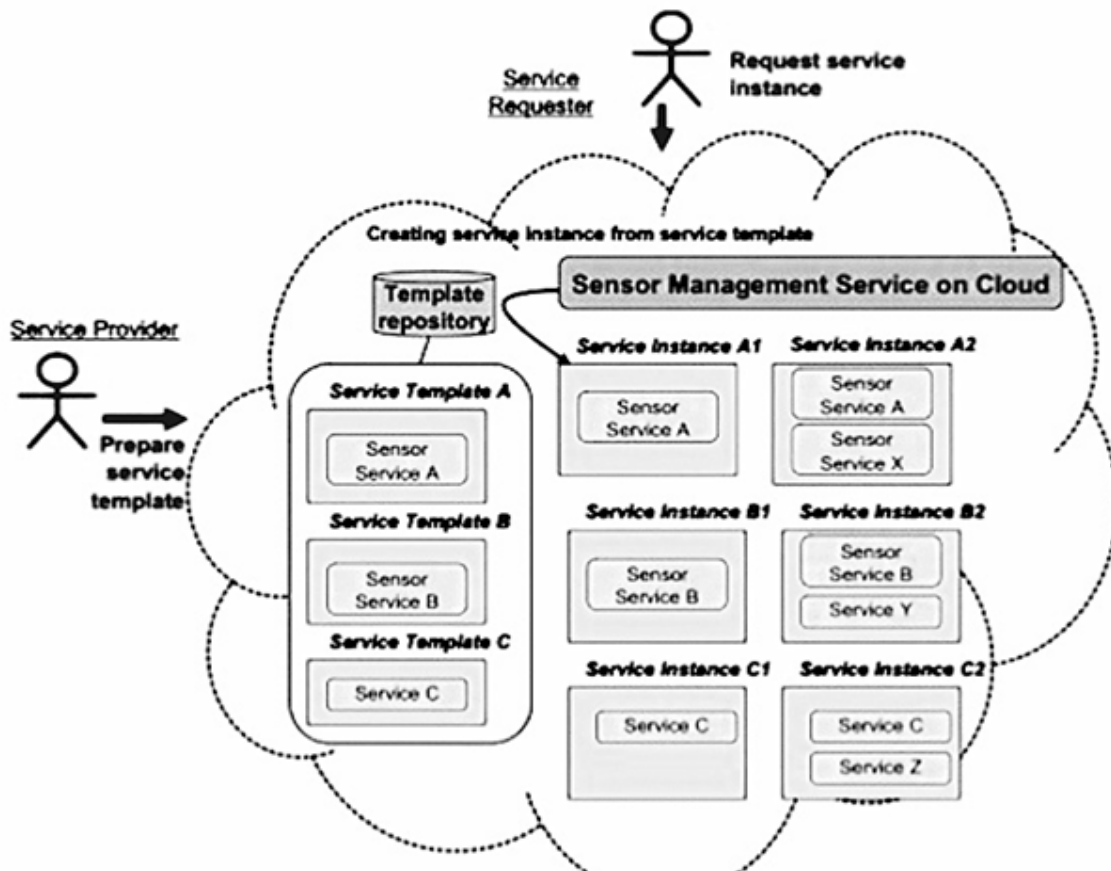 Service
Requester
Request service
instance
Creating service instance from service template
Sensor Management Service on Cloud
Template
repository
Service Provider
Prepare
service
template
Service Template A
Sensor
Service A
Service Template B
Sensor
Service B
Service Template C
Service C
Service Instance A1
Sensor
Service A
Service Instance A2
Sensor
Service A
Sensor
Service X
Service Instance B1
Sensor
Service B
Service Instance B2
Sensor
Service B
Service Y
Service Instance C1
Service C
Service Instance C2
Service C
Service Z